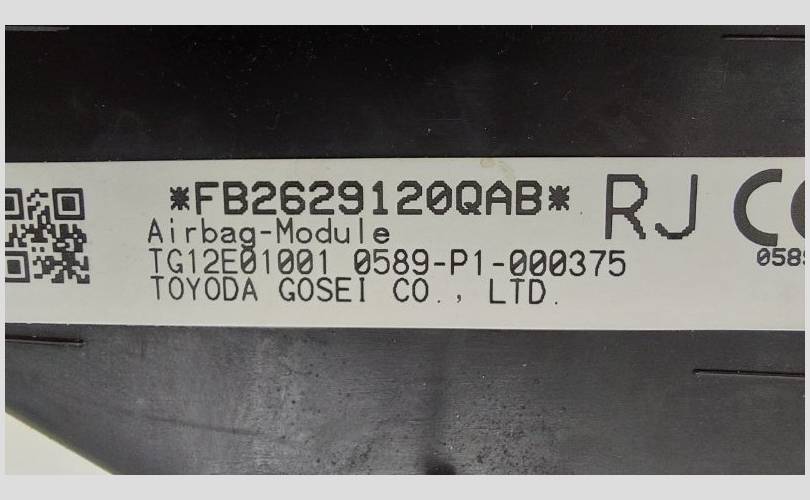 *FB2629120QAB* RJ
Airbag-Module
TG12E01001 0589-P1-000375
TOYODA GOSEI CO., LTD.